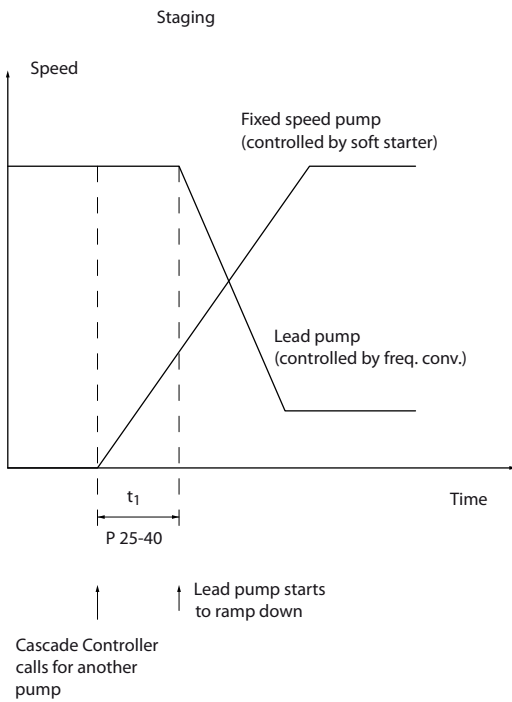 Staging
Speed
Fixed speed pump
(controlled by soft starter)
Lead pump
(controlled by freq. conv.)
t1
Time
P 25-40
Lead pump starts
to ramp down
Cascade Controller
calls for another
pump